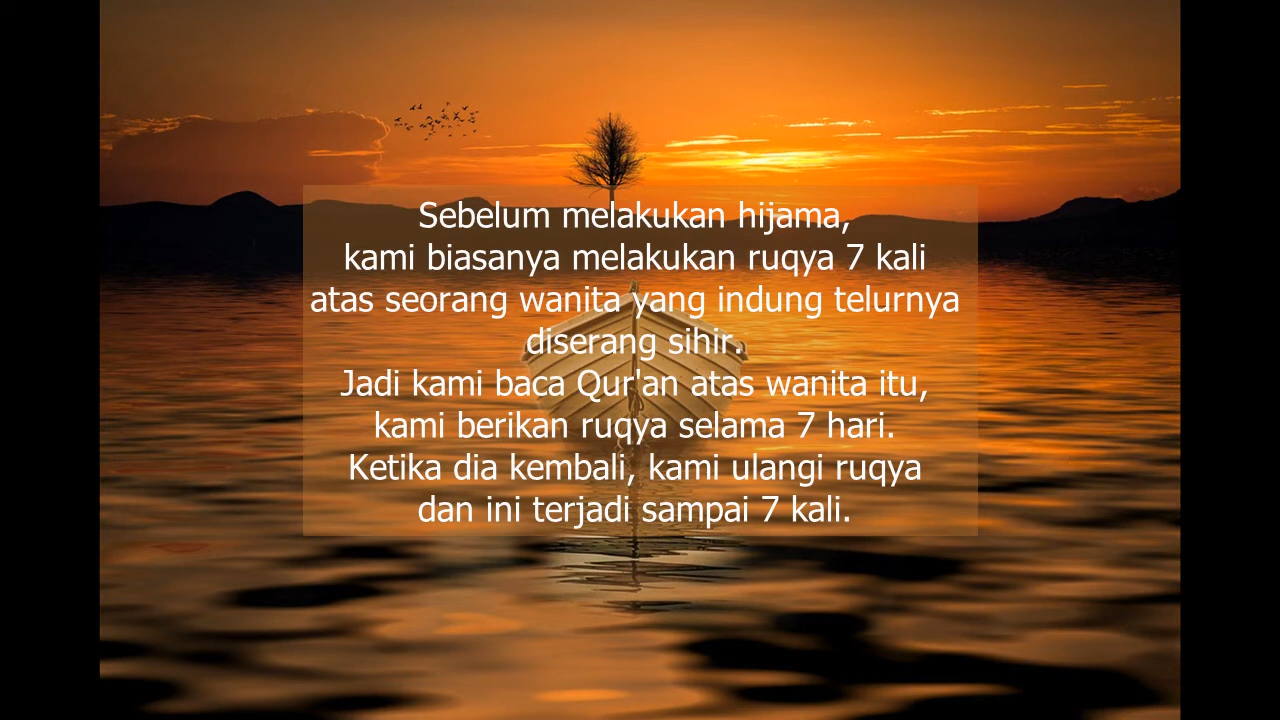 Sebelum melakukan hijama,
kami biasanya melakukan ruqya 7 kali
atas seorang wanita yang indung telurnya
diserang sihir.
Jadi kami baca Qur'an atas wanita itu,
kami berikan ruqya selama 7 hari.
Ketika dia kembali, kami ulangi ruqya
dan ini terjadi sampai 7 kali.